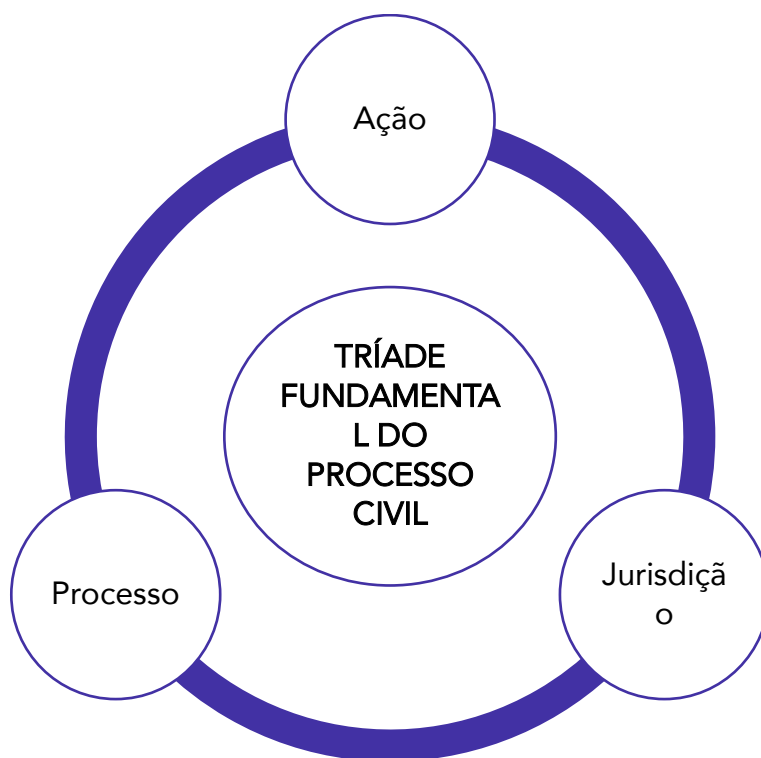 Ação
TRÍADE
FUNDAMENTA
L DO
PROCESSO
CIVIL
Processo
Jurisdiçã
o